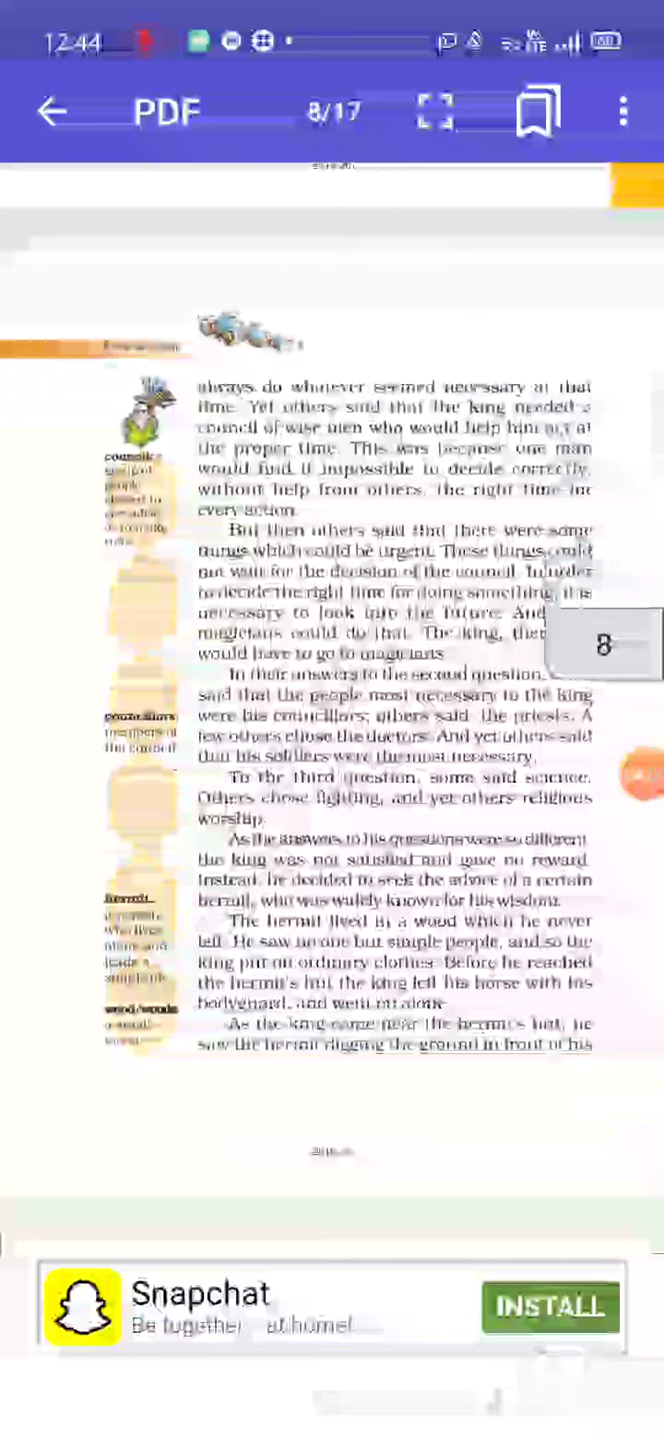 12:44
PDF
8/17
always do whatever seemed necessary at that
time. Yet others said that the king needed a
council of wise men who would help him act at
the proper time. This was because one man
would find it impossible to decide correctly,
without help from others, the right time for
every action.
But then others said that there were some
things which could be urgent. These things could
not wait for the decision of the council. In order
to decide the right time for doing something, it is
necessary to look into the future. And
magicians could do that. The king,
would have to go to magicians.
In their answers to the second question,
said that the people most necessary to the king
were his councillors; others said, the priests. A
few others chose the doctors. And yet others said
that his soldiers were the most necessary.
To the third question, some said science.
Others chose fighting, and yet others religious
worship.
As the answers to his questions were so different,
the king was not satisfied and gave no reward.
Instead, he decided to seek the advice of a certain
hermit, who was widely known for his wisdom.
The hermit lived in a wood which he never
left. He saw no one but simple people, and so the
king put on ordinary clothes. Before he reached
the hermit's hut the king left his horse with his
bodyguard, and went on alone.
As the king came near the hermit's hut, he
saw the hermit digging the ground in front of his
council:
people
councillors:
members of
the council
hermit:
who lives
alone and
leads a
wood/woods:
8
Snapchat
Be together at home!
INSTALL